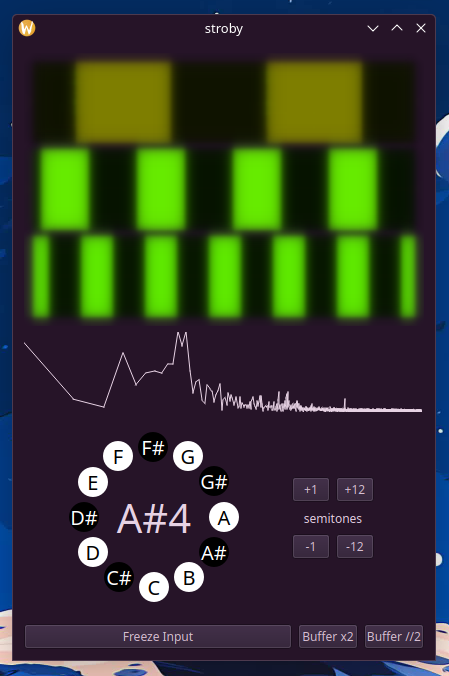 W stroby
F#
F G
E G#
D# A#4 A
D A#
C# B
C
+1 +12
semitones
-1 -12
Freeze Input Buffer x2 Buffer //2